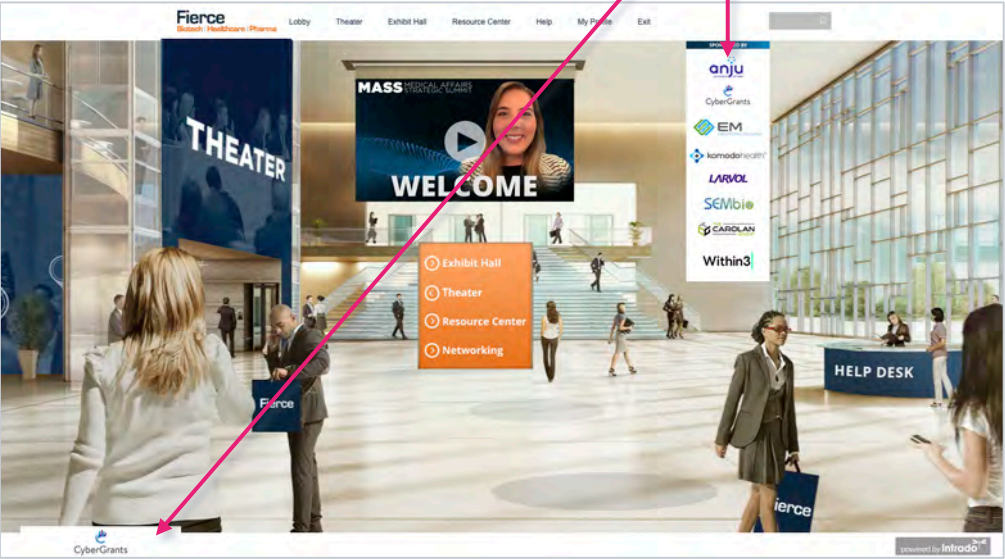 Fierce
Biotech | Healthcare | Pharma
Lobby Theater Exhibit Hall Resource Center Help My Profile Exit
SPONSORED BY
anju
CyberGrants
EM
komodohealth
LARVOL
SEMbio
CAROLAN
Within3
THEATER
MASS MEDICAL AFFAIRS
STRATEGIC SUMMIT
WELCOME
Exhibit Hall
Theater
Resource Center
Networking
HELP DESK
Fierce
Fierce
CyberGrants
powered by Intrado